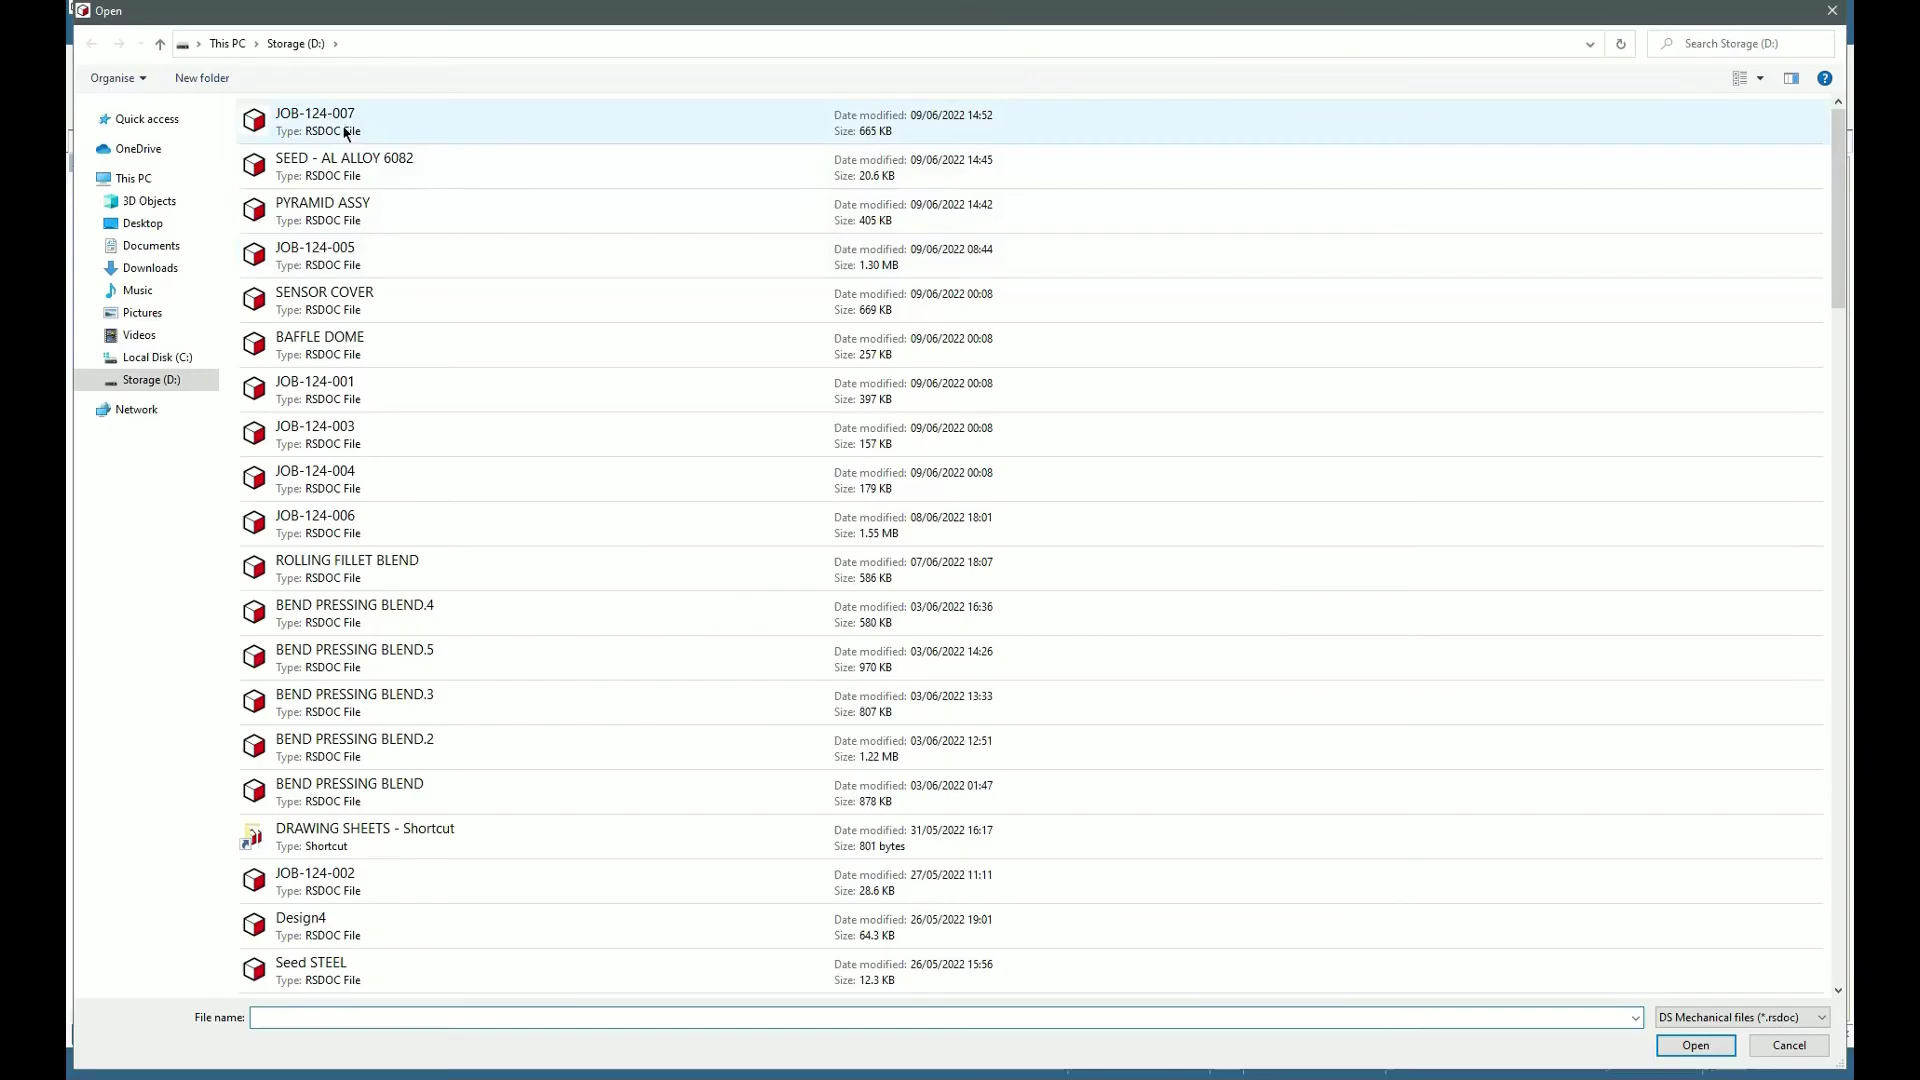 Open
This PC > Storage (D:) >
Search Storage (D:)
Organise
New folder
Quick access
OneDrive
This PC
3D Objects
Desktop
Documents
Downloads
Music
Pictures
Videos
Local Disk (C:)
Storage (D:)
Network
JOB-124-007
Date modified: 09/06/2022 14:52
Type: RSDOC File
Size: 665 KB
SEED - AL ALLOY 6082
Date modified: 09/06/2022 14:45
Type: RSDOC File
Size: 20.6 KB
PYRAMID ASSY
Date modified: 09/06/2022 14:42
Type: RSDOC File
Size: 405 KB
JOB-124-005
Date modified: 09/06/2022 08:44
Type: RSDOC File
Size: 1.30 MB
SENSOR COVER
Date modified: 09/06/2022 00:08
Type: RSDOC File
Size: 669 KB
BAFFLE DOME
Date modified: 09/06/2022 00:08
Type: RSDOC File
Size: 257 KB
JOB-124-001
Date modified: 09/06/2022 00:08
Type: RSDOC File
Size: 397 KB
JOB-124-003
Date modified: 09/06/2022 00:08
Type: RSDOC File
Size: 157 KB
JOB-124-004
Date modified: 09/06/2022 00:08
Type: RSDOC File
Size: 179 KB
JOB-124-006
Date modified: 08/06/2022 18:01
Type: RSDOC File
Size: 1.55 MB
ROLLING FILLET BLEND
Date modified: 07/06/2022 18:07
Type: RSDOC File
Size: 586 KB
BEND PRESSING BLEND.4
Date modified: 03/06/2022 16:36
Type: RSDOC File
Size: 580 KB
BEND PRESSING BLEND.5
Date modified: 03/06/2022 14:26
Type: RSDOC File
Size: 970 KB
BEND PRESSING BLEND.3
Date modified: 03/06/2022 13:33
Type: RSDOC File
Size: 807 KB
BEND PRESSING BLEND.2
Date modified: 03/06/2022 12:51
Type: RSDOC File
Size: 1.22 MB
BEND PRESSING BLEND
Date modified: 03/06/2022 01:47
Type: RSDOC File
Size: 878 KB
DRAWING SHEETS - Shortcut
Date modified: 31/05/2022 16:17
Type: Shortcut
Size: 801 bytes
JOB-124-002
Date modified: 27/05/2022 11:11
Type: RSDOC File
Size: 28.6 KB
Design4
Date modified: 26/05/2022 19:01
Type: RSDOC File
Size: 64.3 KB
Seed STEEL
Date modified: 26/05/2022 15:56
Type: RSDOC File
Size: 12.3 KB
File name:
DS Mechanical files (*.rsdoc)
Open
Cancel